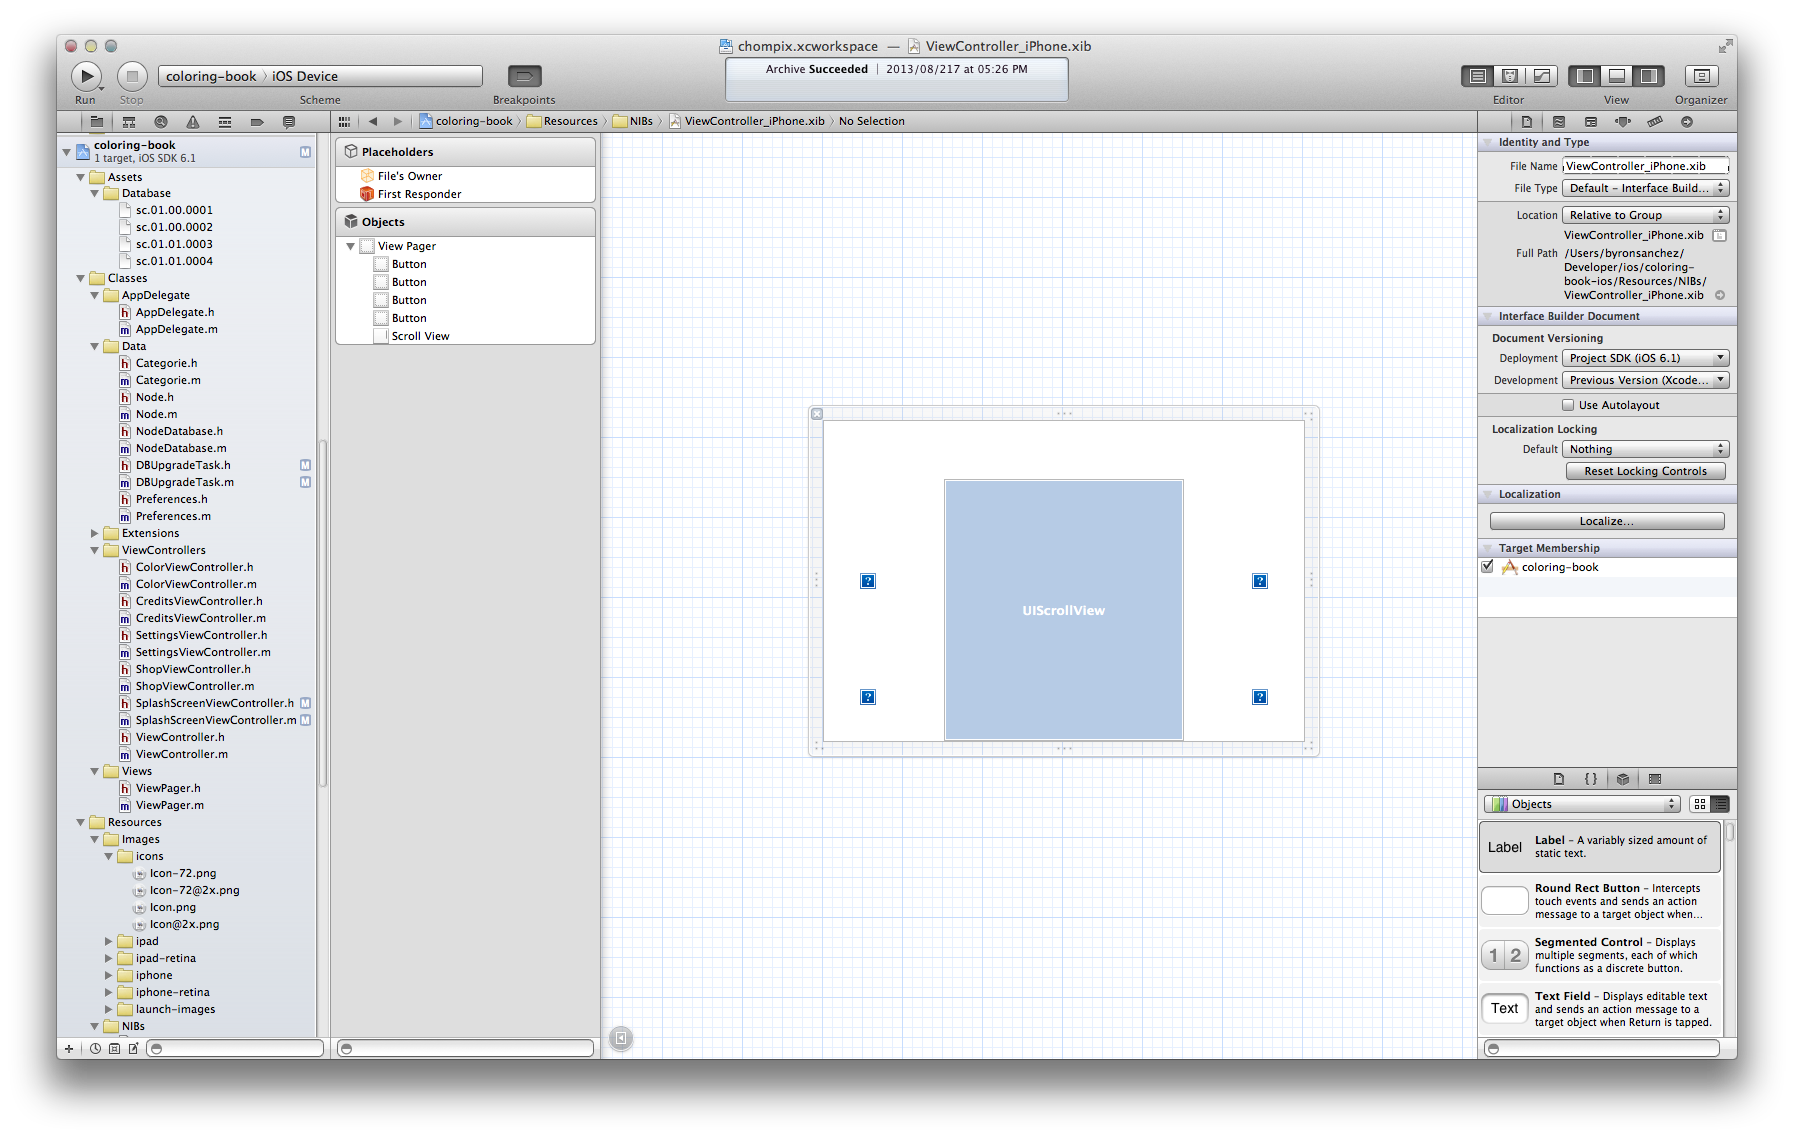 chompix.xcworkspace — ViewController_iPhone.xib
coloring-book 〉 iOS Device
Archive Succeeded | 2013/08/217 at 05:26 PM
Run
Stop
Scheme
Breakpoints
Editor
View
Organizer
coloring-book 〉 Resources 〉 NIBs 〉 ViewController_iPhone.xib 〉 No Selection
coloring-book
1 target, iOS SDK 6.1
M
Assets
Database
sc.01.00.0001
sc.01.00.0002
sc.01.01.0003
sc.01.01.0004
Classes
AppDelegate
h AppDelegate.h
m AppDelegate.m
Data
h Categorie.h
m Categorie.m
h Node.h
m Node.m
h NodeDatabase.h
m NodeDatabase.m
h DBUpgradeTask.h M
m DBUpgradeTask.m M
h Preferences.h
m Preferences.m
Extensions
ViewControllers
h ColorViewController.h
m ColorViewController.m
h CreditsViewController.h
m CreditsViewController.m
h SettingsViewController.h
m SettingsViewController.m
h ShopViewController.h
m ShopViewController.m
h SplashScreenViewController.h M
m SplashScreenViewController.m M
h ViewController.h
m ViewController.m
Views
h ViewPager.h
m ViewPager.m
Resources
Images
icons
Icon-72.png
Icon-72@2x.png
Icon.png
Icon@2x.png
ipad
ipad-retina
iphone
iphone-retina
launch-images
NIBs
Placeholders
File's Owner
First Responder
Objects
View Pager
Button
Button
Button
Button
Scroll View
? ?
UIScrollView
? ?
Identity and Type
File Name ViewController_iPhone.xib
File Type Default - Interface Build...
Location Relative to Group
ViewController_iPhone.xib
Full Path /Users/byronsanchez/
Developer/ios/coloring-
book-ios/Resources/NIBs/
ViewController_iPhone.xib
Interface Builder Document
Document Versioning
Deployment Project SDK (iOS 6.1)
Development Previous Version (Xcode...
Use Autolayout
Localization Locking
Default Nothing
Reset Locking Controls
Localization
Localize...
Target Membership
coloring-book
{ }
Objects
Label
Label - A variably sized amount of
static text.
Round Rect Button - Intercepts
touch events and sends an action
message to a target object when...
1 2
Segmented Control - Displays
multiple segments, each of which
functions as a discrete button.
Text
Text Field - Displays editable text
and sends an action message to a
target object when Return is tapped.